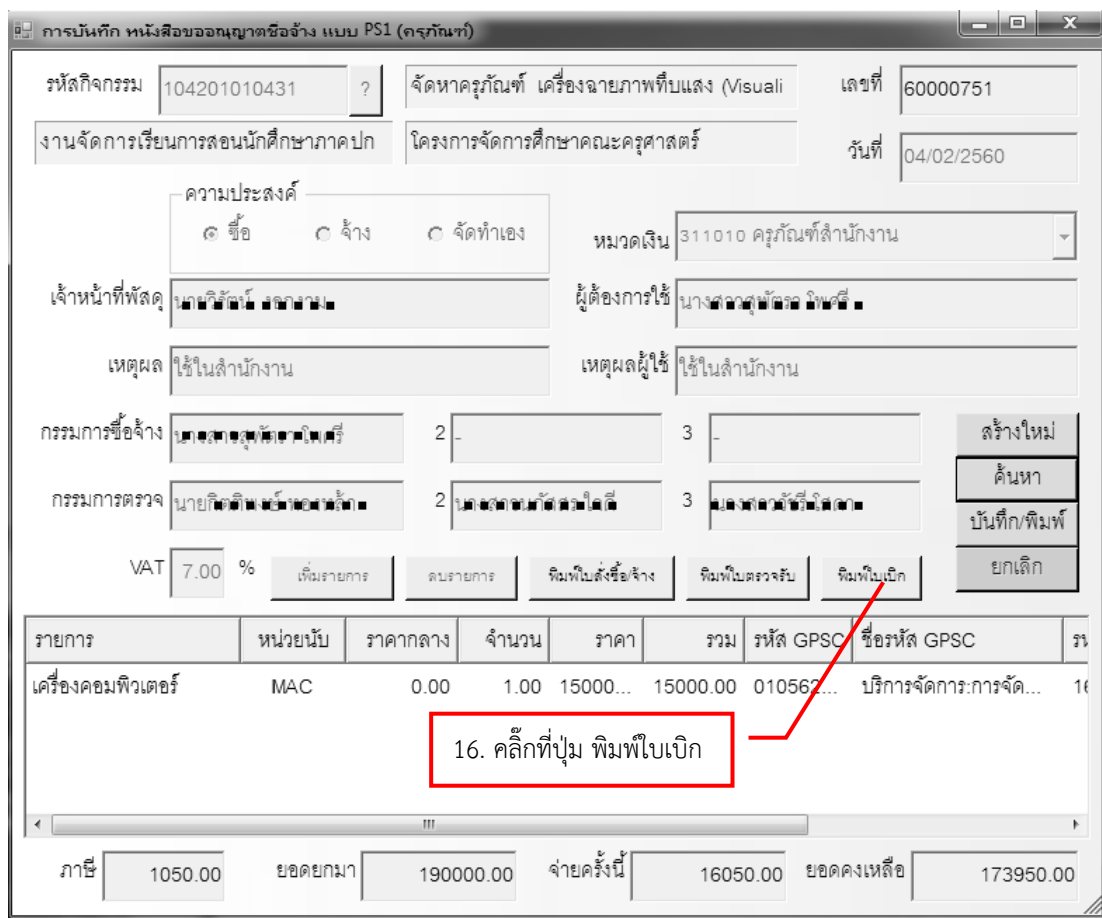 การบันทึก หนังสือขออนุญาตซื้อจ้าง แบบ PS1 (ครุภัณฑ์)
รหัสกิจกรรม 104201010431 ? จัดหาครุภัณฑ์ เครื่องฉายภาพทึบแสง (Visuali เลขที่ 60000751
งานจัดการเรียนการสอนนักศึกษาภาคปก โครงการจัดการศึกษาคณะครุศาสตร์ วันที่ 04/02/2560
ความประสงค์
ซื้อ จ้าง จัดทำเอง หมวดเงิน 311010 ครุภัณฑ์สำนักงาน
เจ้าหน้าที่พัสดุ ผู้ต้องการใช้
เหตุผล ใช้ในสำนักงาน เหตุผลผู้ใช้ ใช้ในสำนักงาน
กรรมการซื้อจ้าง 2 - 3 - สร้างใหม่
ค้นหา
กรรมการตรวจ 2 3
บันทึก/พิมพ์
VAT 7.00 % เพิ่มรายการ ลบรายการ พิมพ์ใบสั่งซื้อ/จ้าง พิมพ์ใบตรวจรับ พิมพ์ใบเบิก ยกเลิก
รายการ หน่วยนับ ราคากลาง จำนวน ราคา รวม รหัส GPSC ชื่อรหัส GPSC
เครื่องคอมพิวเตอร์ MAC 0.00 1.00 15000... 15000.00 010562... บริการจัดการ:การจัด... 16
16. คลิ๊กที่ปุ่ม พิมพ์ใบเบิก
ภาษี 1050.00 ยอดยกมา 190000.00 จ่ายครั้งนี้ 16050.00 ยอดคงเหลือ 173950.00